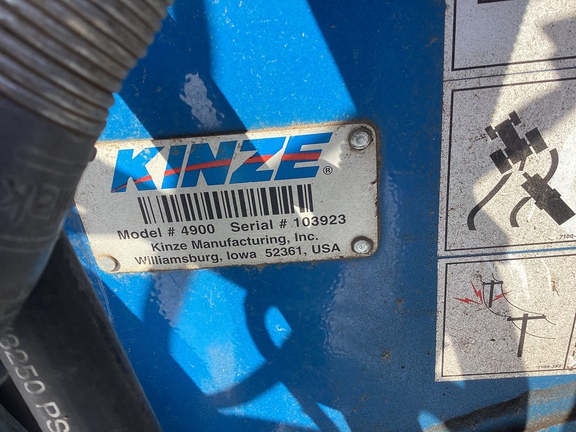 KINZE®
Model # 4900 Serial # 103923
Kinze Manufacturing, Inc.
Williamsburg, Iowa 52361, USA
3250 PS